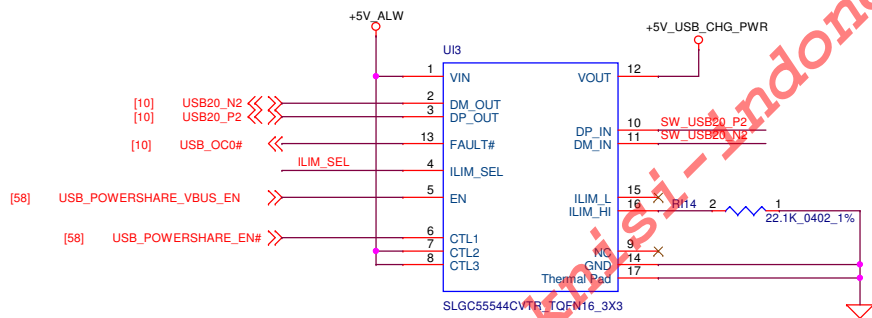 +5V_ALW
+5V_USB_CHG_PWR
UI3
1 VIN VOUT 12
[10] USB20_N2 2 DM_OUT
[10] USB20_P2 3 DP_OUT
DP_IN 10 SW_USB20_P2
DM_IN 11 SW_USB20_N2
[10] USB_OC0# 13 FAULT#
ILIM_SEL 4 ILIM_SEL
[58] USB_POWERSHARE_VBUS_EN 5 EN
ILIM_L 15
ILIM_HI 16 RI14 2 1
22.1K_0402_1%
[58] USB_POWERSHARE_EN# 6 CTL1
7 CTL2 NC 9
8 CTL3 GND 14
Thermal Pad 17
SLGC55544CVTR_TQFN16_3X3
knisi-indon